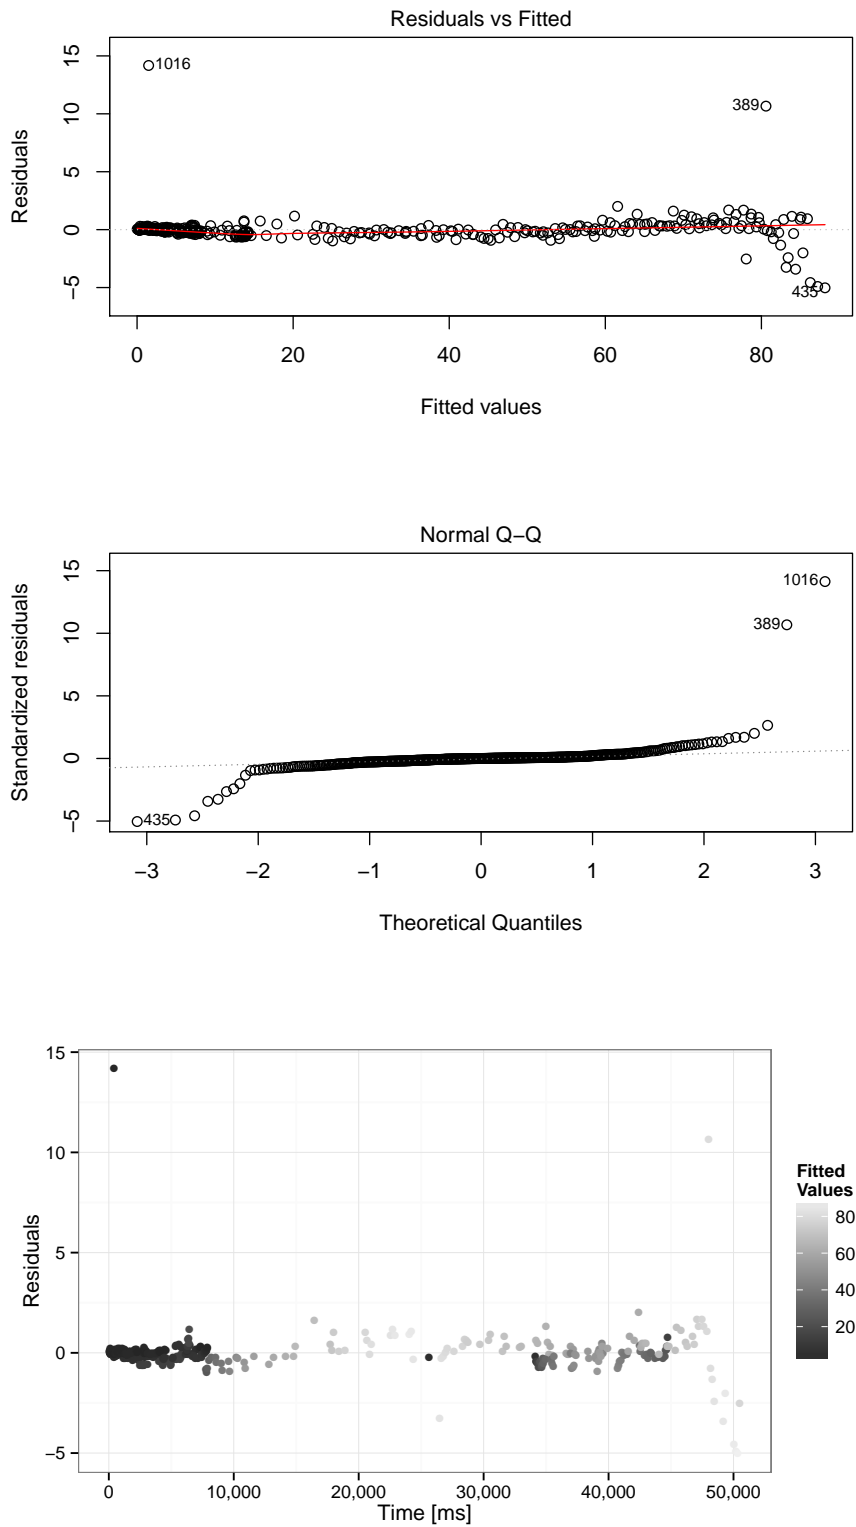 Residuals vs Fitted
15
10
5
0
−5
Residuals
1016
389
435
0 20 40 60 80
Fitted values
Normal Q−Q
15
10
5
0
−5
Standardized residuals
1016
389
435
−3 −2 −1 0 1 2 3
Theoretical Quantiles
15
10
5
0
−5
Residuals
0 10,000 20,000 30,000 40,000 50,000
Time [ms]
Fitted
Values
80
60
40
20